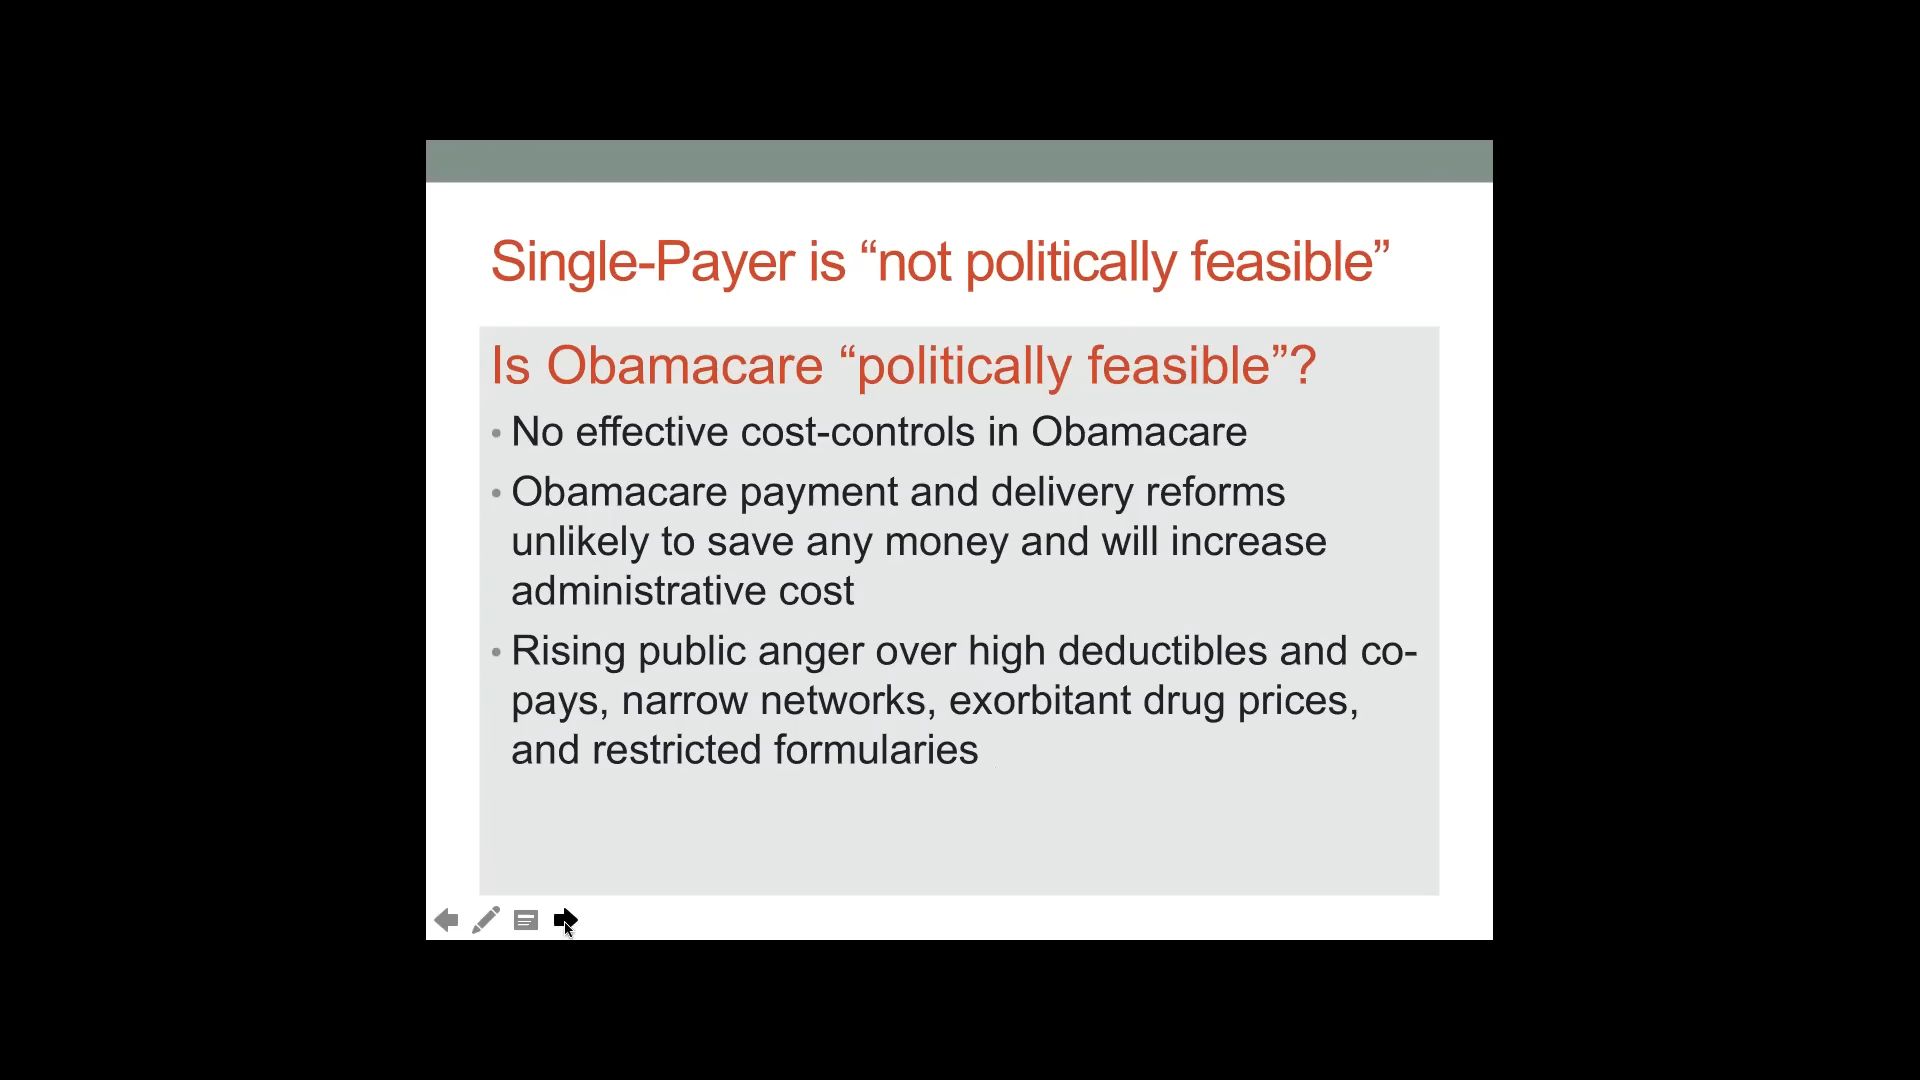 Single-Payer is “not politically feasible”
Is Obamacare “politically feasible”?
• No effective cost-controls in Obamacare
• Obamacare payment and delivery reforms
unlikely to save any money and will increase
administrative cost
• Rising public anger over high deductibles and co-
pays, narrow networks, exorbitant drug prices,
and restricted formularies